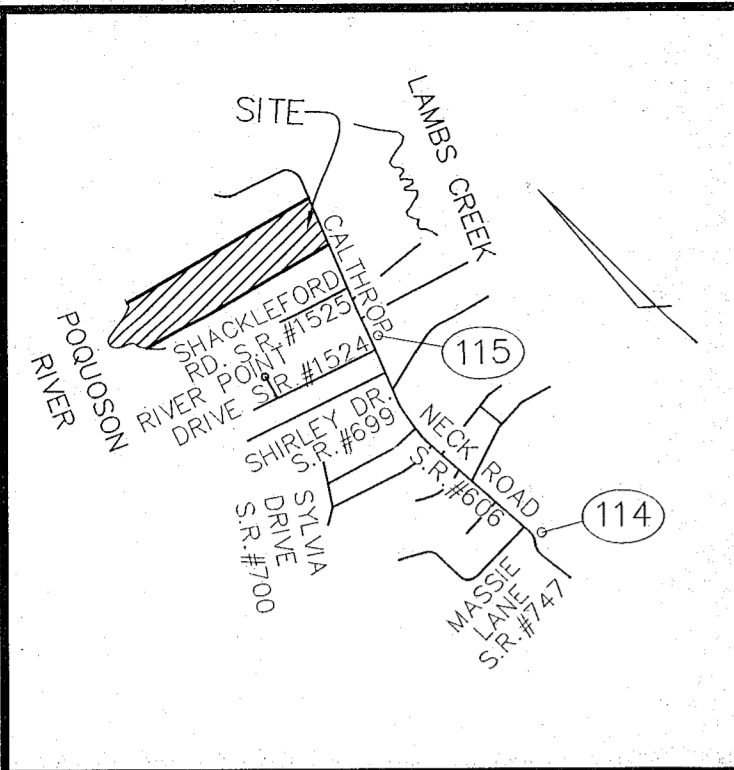 SITE
LAMBS CREEK
CALTHROP
NECK ROAD
S.R. #606
POQUOSON
RIVER
SHACKLEFORD
RD. S.R. #1525
RIVER POINT
DRIVE S.R. #1524
115
SHIRLEY DR.
S.R. #699
SYLVIA
DRIVE
S.R. #700
114
MASSIE
LANE
S.R. #747